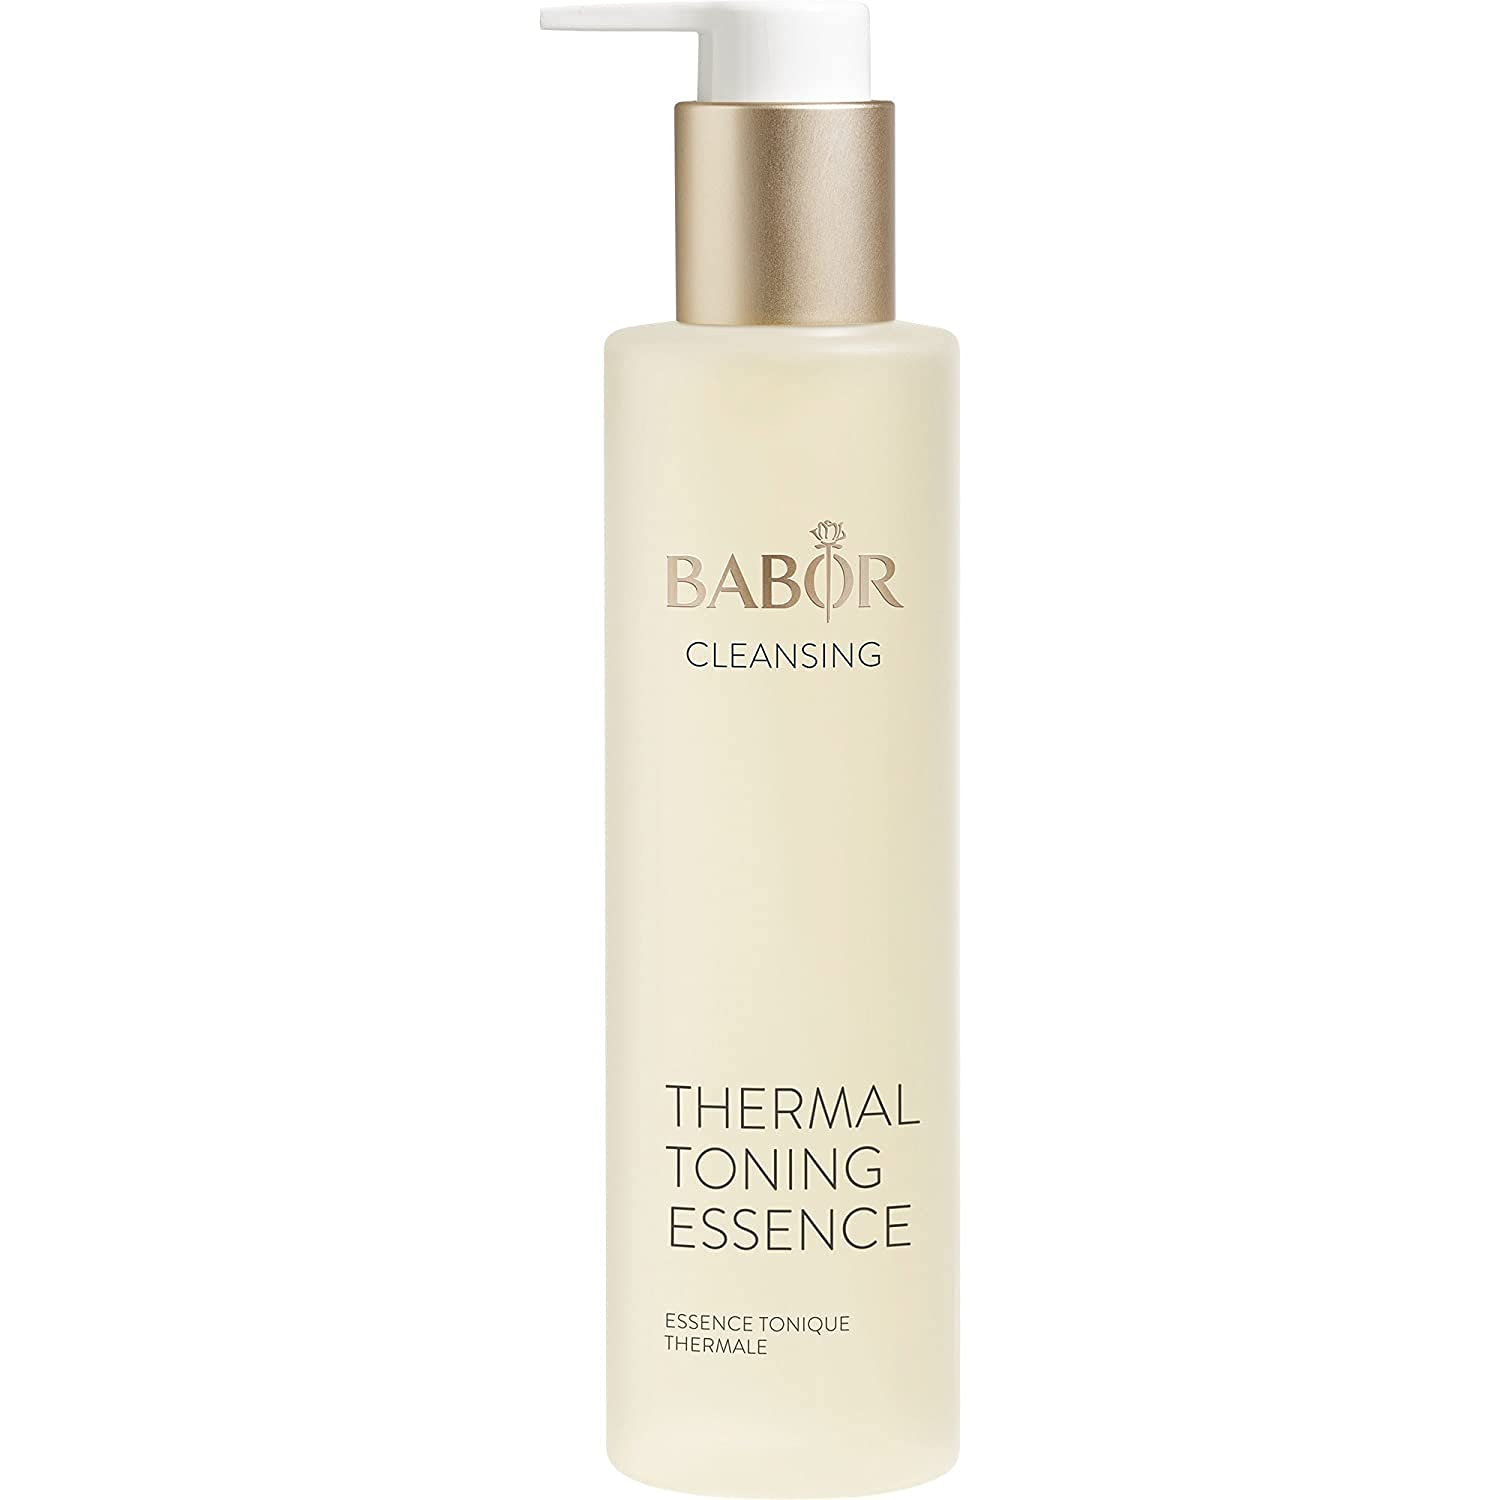 BABOR
CLEANSING
THERMAL
TONING
ESSENCE
ESSENCE TONIQUE
THERMALE